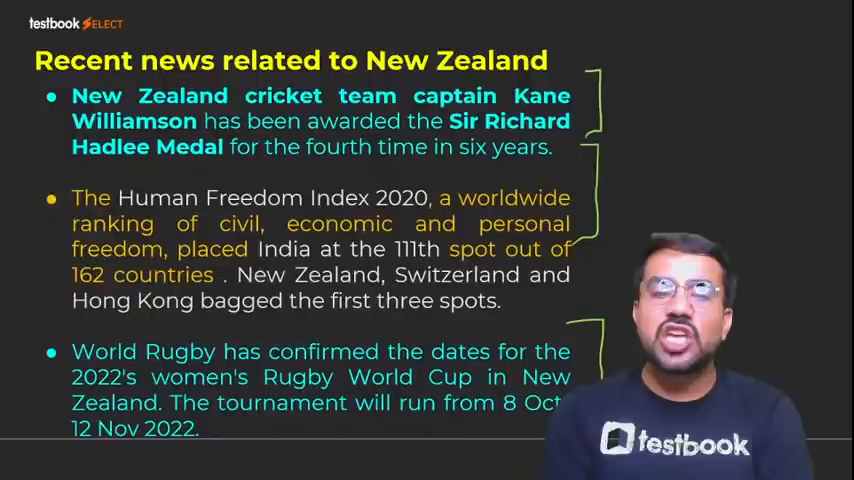 testbook SELECT
Recent news related to New Zealand
• New Zealand cricket team captain Kane
Williamson has been awarded the Sir Richard
Hadlee Medal for the fourth time in six years.
• The Human Freedom Index 2020, a worldwide
ranking of civil, economic and personal
freedom, placed India at the 111th spot out of
162 countries . New Zealand, Switzerland and
Hong Kong bagged the first three spots.
• World Rugby has confirmed the dates for the
2022's women's Rugby World Cup in New
Zealand. The tournament will run from 8 Oct
12 Nov 2022.
testbook